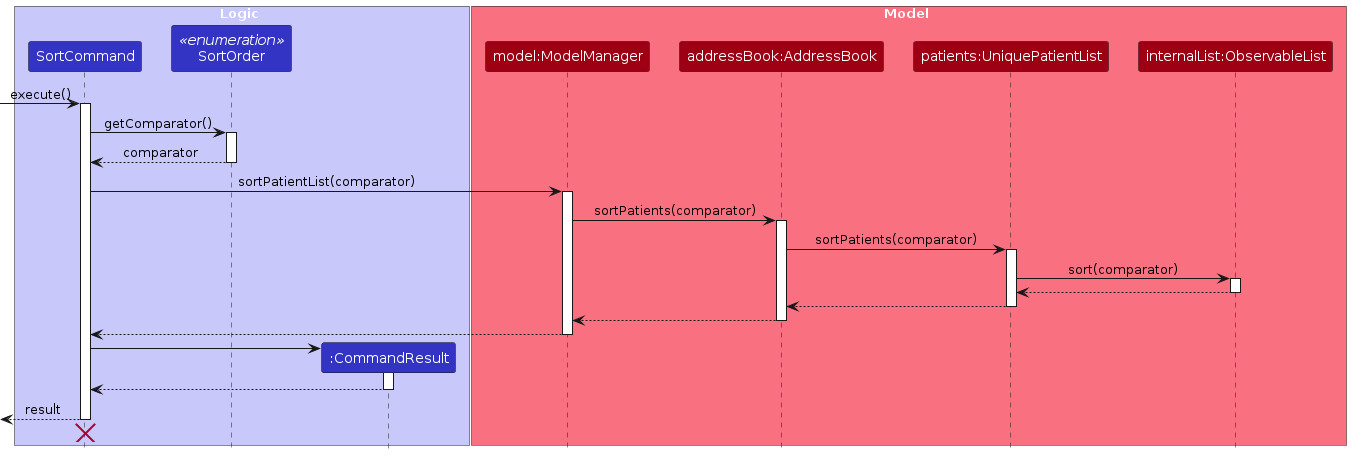 Logic
Model
«enumeration»
SortCommand
SortOrder
model:ModelManager
addressBook:AddressBook
patients:UniquePatientList
internalList:ObservableList
execute()
getComparator()
comparator
sortPatientList(comparator)
sortPatients(comparator)
sortPatients(comparator)
sort(comparator)
:CommandResult
result